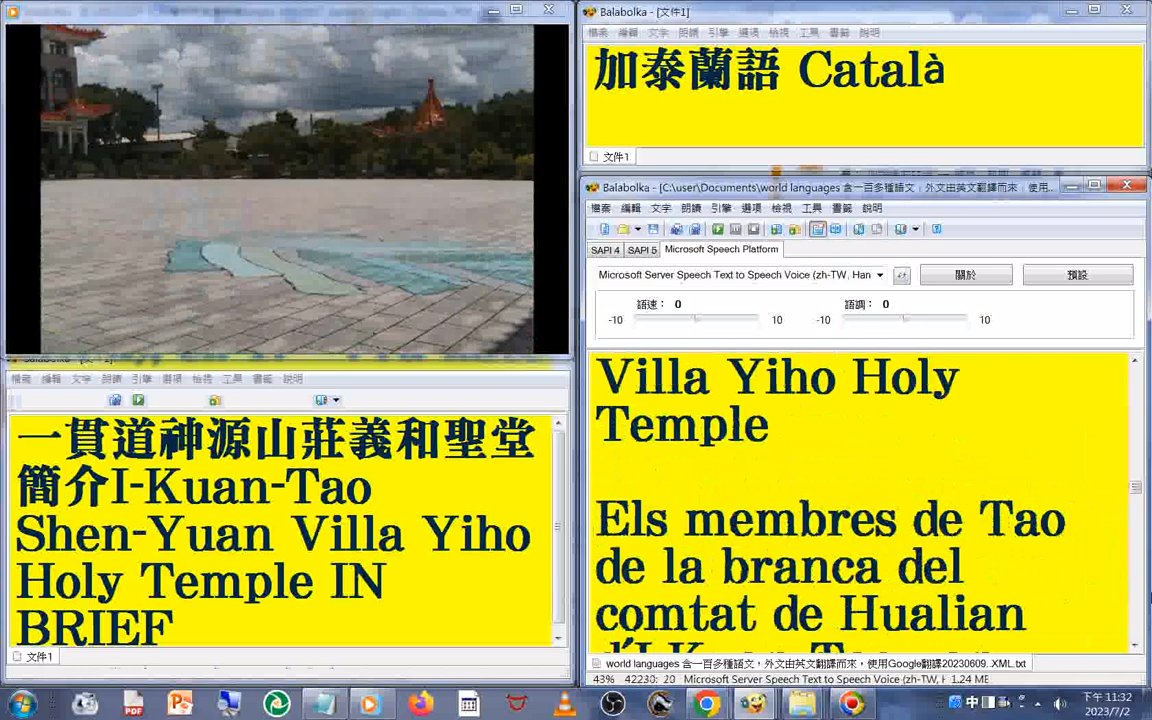 Balabolka - [文件1]
檔案 編輯 文字 朗讀 引擎 選項 檢視 工具 書籤 說明
加泰蘭語 Català
文件1
Balabolka - [C:\user\Documents\world languages 含一百多種語文，外文由英文翻譯而來，使用...
檔案 編輯 文字 朗讀 引擎 選項 檢視 工具 書籤 說明
SAPI 4 SAPI 5 Microsoft Speech Platform
Microsoft Server Speech Text to Speech Voice (zh-TW, Han
關於 預設
語速： 0 語調： 0
-10 10 -10 10
Villa Yiho Holy
Temple
Els membres de Tao
de la branca del
comtat de Hualian
world languages 含一百多種語文，外文由英文翻譯而來，使用Google翻譯20230609. XML.txt
43% 42230: 20 Microsoft Server Speech Text to Speech Voice (zh-TW, H 1.24 MB
檔案 編輯 文字 朗讀 引擎 選項 檢視 工具 書籤 說明
一貫道神源山莊義和聖堂
簡介I-Kuan-Tao
Shen-Yuan Villa Yiho
Holy Temple IN
BRIEF
文件1
PDF
中
下午 11:32
2023/7/2